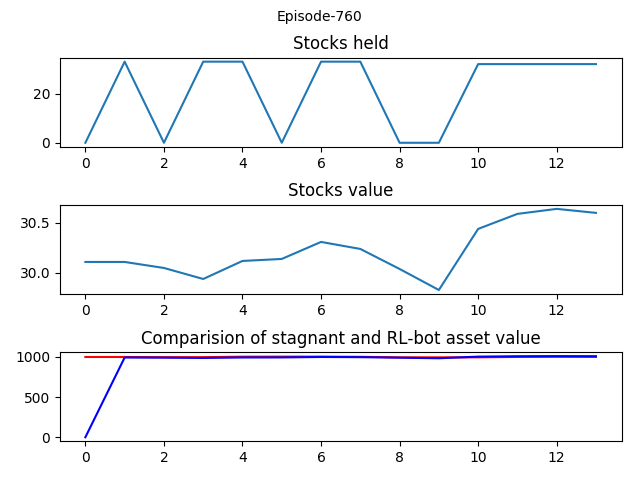 Episode-760
Stocks held
20
0
0 2 4 6 8 10 12
Stocks value
30.5
30.0
0 2 4 6 8 10 12
Comparision of stagnant and RL-bot asset value
1000
500
0
0 2 4 6 8 10 12